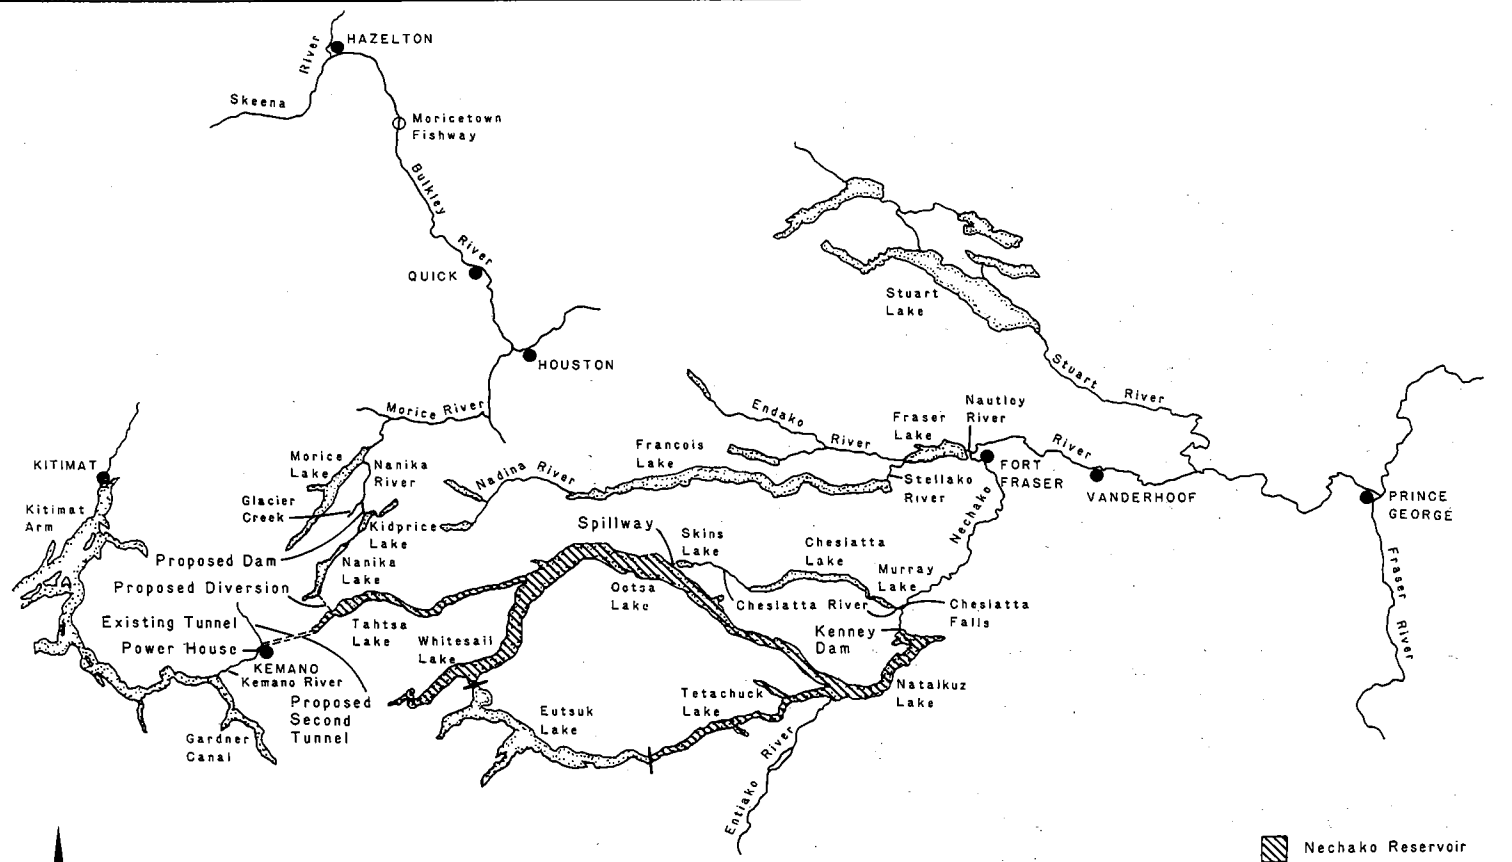 HAZELTON
River
Skeena
Moricetown
Fishway
Bulkley
River
QUICK
HOUSTON
Stuart
Lake
Stuart River
Morice River
Endako
River
Fraser
Lake
Nautloy
River
River
Francois
Lake
Stellako
River
FORT
FRASER
VANDERHOOF
PRINCE
GEORGE
Fraser River
KITIMAT
Kitimat
Arm
Morice
Lake
Nanika
River
Nadina River
Glacier
Creek
Kidprice
Lake
Proposed Dam
Nanika
Lake
Proposed Diversion
Spillway
Skins
Lake
Cheslatta
Lake
Murray
Lake
Nechako
Ootsa
Lake
Cheslatta River
Cheslatta
Falls
Existing Tunnel
Tahtsa
Lake
Whitesail
Lake
Kenney
Dam
Power House
KEMANO
Kemano River
Proposed
Second
Tunnel
Gardner
Canal
Eutsuk
Lake
Tetachuck
Lake
Natalkuz
Lake
Entiako River
Nechako Reservoir